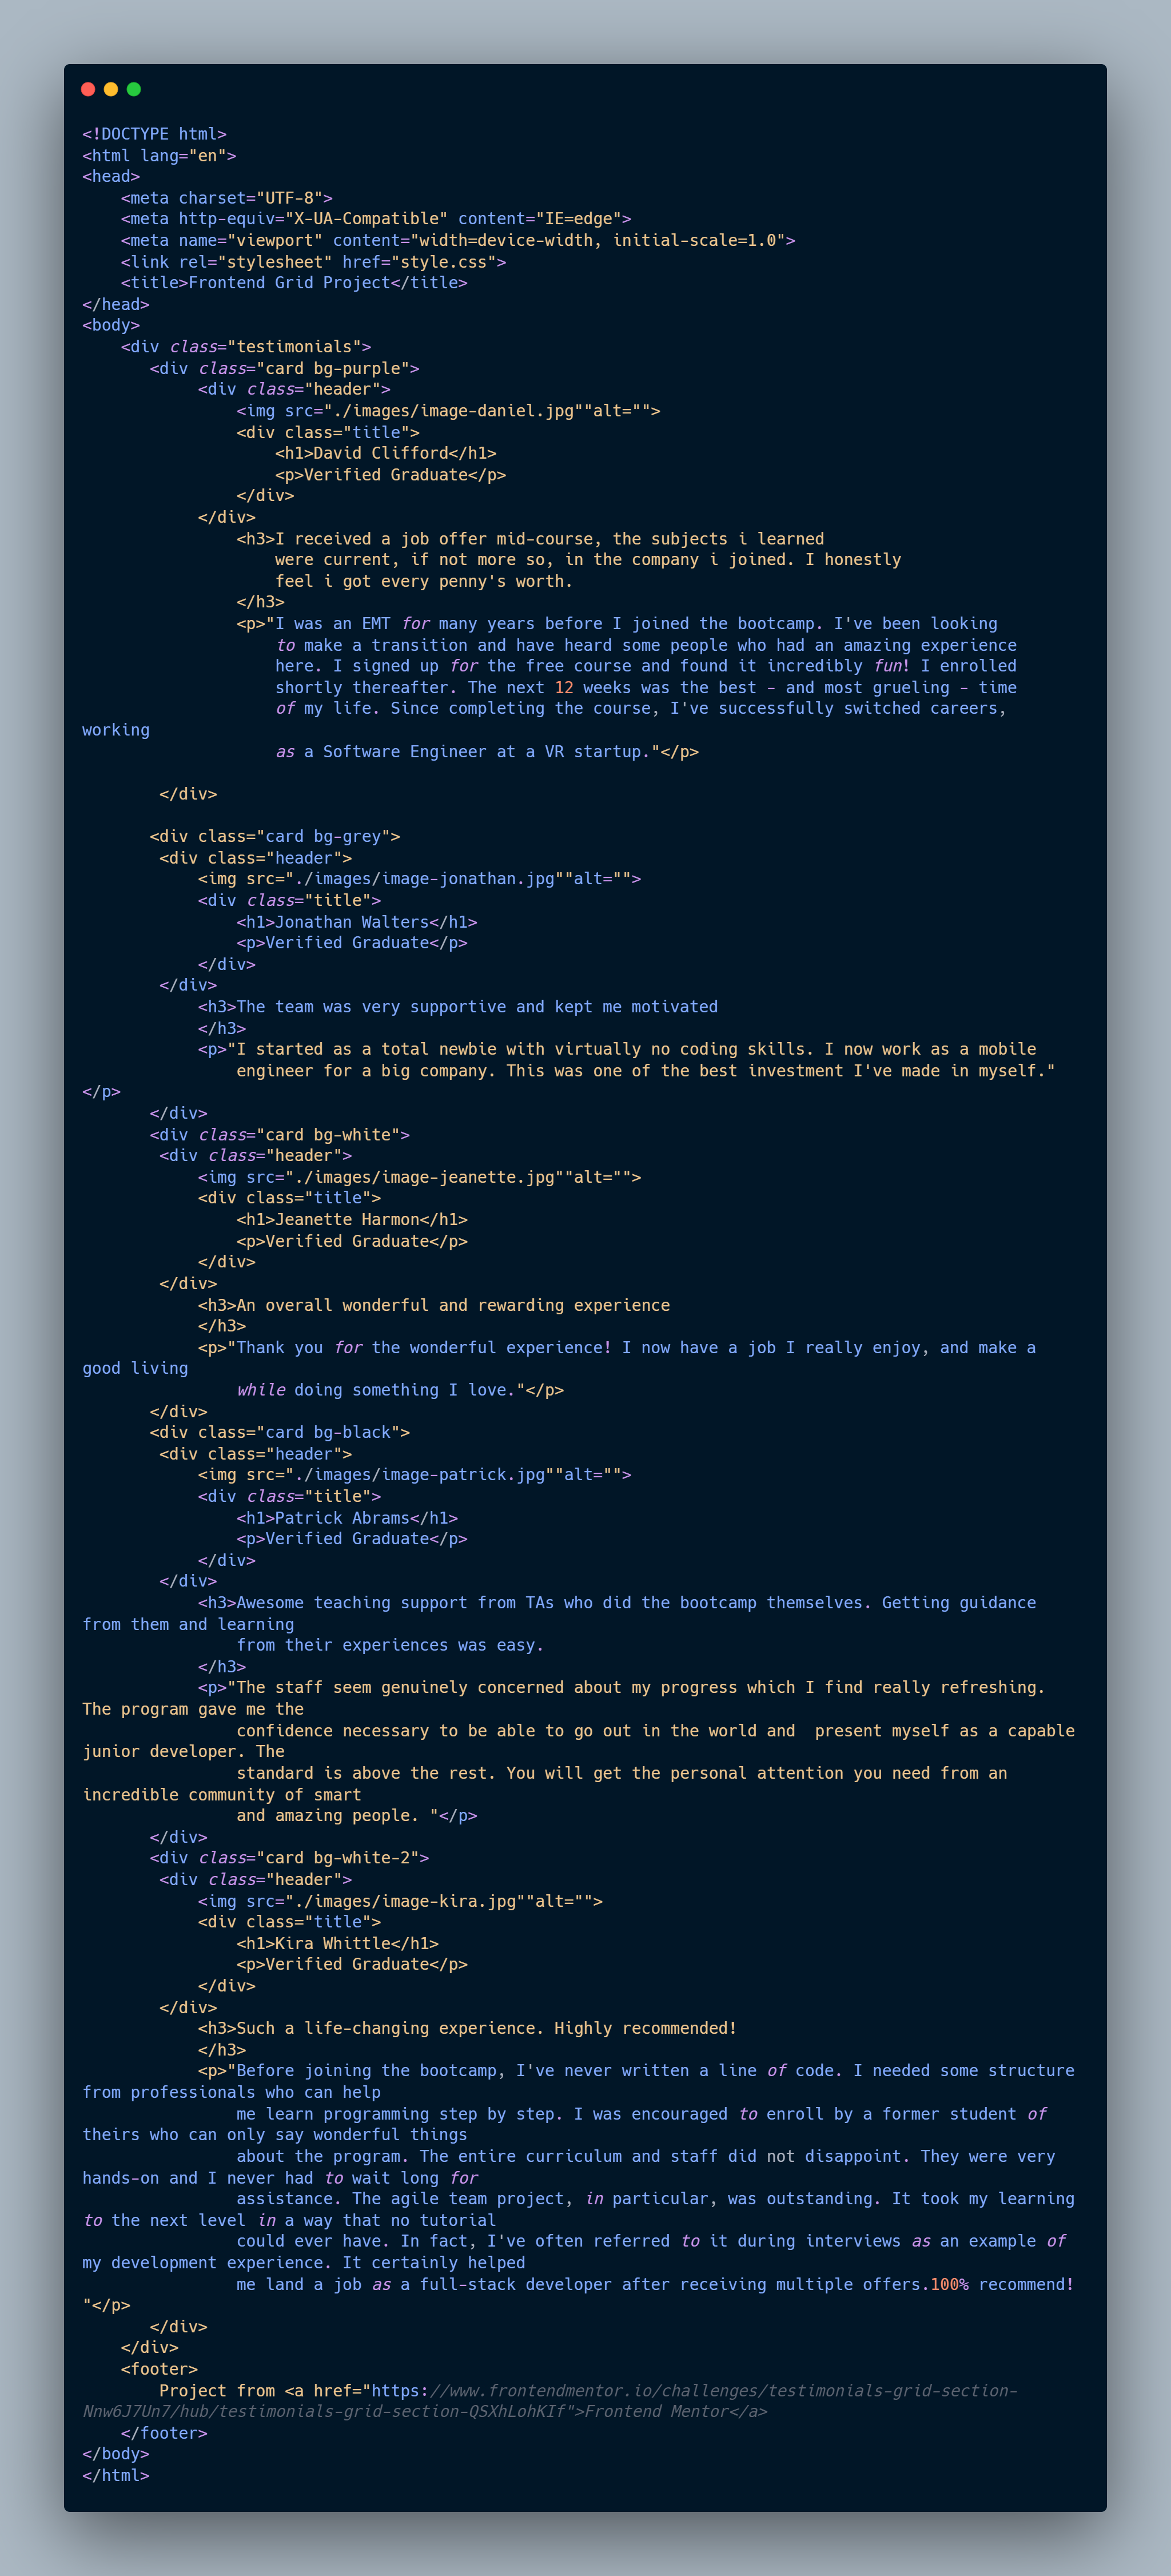 <!DOCTYPE html>
<html lang="en">
<head>
    <meta charset="UTF-8">
    <meta http-equiv="X-UA-Compatible" content="IE=edge">
    <meta name="viewport" content="width=device-width, initial-scale=1.0">
    <link rel="stylesheet" href="style.css">
    <title>Frontend Grid Project</title>
</head>
<body>
    <div class="testimonials">
       <div class="card bg-purple">
            <div class="header">
                <img src="./images/image-daniel.jpg""alt="">
                <div class="title">
                    <h1>David Clifford</h1>
                    <p>Verified Graduate</p>
                </div>
            </div>
                <h3>I received a job offer mid-course, the subjects i learned
                    were current, if not more so, in the company i joined. I honestly
                    feel i got every penny's worth.
                </h3>
                <p>"I was an EMT for many years before I joined the bootcamp. I've been looking
                    to make a transition and have heard some people who had an amazing experience
                    here. I signed up for the free course and found it incredibly fun! I enrolled
                    shortly thereafter. The next 12 weeks was the best - and most grueling - time
                    of my life. Since completing the course, I've successfully switched careers,
working
                    as a Software Engineer at a VR startup."</p>

        </div>

       <div class="card bg-grey">
        <div class="header">
            <img src="./images/image-jonathan.jpg""alt="">
            <div class="title">
                <h1>Jonathan Walters</h1>
                <p>Verified Graduate</p>
            </div>
        </div>
            <h3>The team was very supportive and kept me motivated
            </h3>
            <p>"I started as a total newbie with virtually no coding skills. I now work as a mobile
                engineer for a big company. This was one of the best investment I've made in myself."
</p>
       </div>
       <div class="card bg-white">
        <div class="header">
            <img src="./images/image-jeanette.jpg""alt="">
            <div class="title">
                <h1>Jeanette Harmon</h1>
                <p>Verified Graduate</p>
            </div>
        </div>
            <h3>An overall wonderful and rewarding experience
            </h3>
            <p>"Thank you for the wonderful experience! I now have a job I really enjoy, and make a
good living
                while doing something I love."</p>
       </div>
       <div class="card bg-black">
        <div class="header">
            <img src="./images/image-patrick.jpg""alt="">
            <div class="title">
                <h1>Patrick Abrams</h1>
                <p>Verified Graduate</p>
            </div>
        </div>
            <h3>Awesome teaching support from TAs who did the bootcamp themselves. Getting guidance
from them and learning
                from their experiences was easy.
            </h3>
            <p>"The staff seem genuinely concerned about my progress which I find really refreshing.
The program gave me the
                confidence necessary to be able to go out in the world and  present myself as a capable
junior developer. The
                standard is above the rest. You will get the personal attention you need from an
incredible community of smart
                and amazing people. "</p>
       </div>
       <div class="card bg-white-2">
        <div class="header">
            <img src="./images/image-kira.jpg""alt="">
            <div class="title">
                <h1>Kira Whittle</h1>
                <p>Verified Graduate</p>
            </div>
        </div>
            <h3>Such a life-changing experience. Highly recommended!
            </h3>
            <p>"Before joining the bootcamp, I've never written a line of code. I needed some structure
from professionals who can help
                me learn programming step by step. I was encouraged to enroll by a former student of
theirs who can only say wonderful things
                about the program. The entire curriculum and staff did not disappoint. They were very
hands-on and I never had to wait long for
                assistance. The agile team project, in particular, was outstanding. It took my learning
to the next level in a way that no tutorial
                could ever have. In fact, I've often referred to it during interviews as an example of
my development experience. It certainly helped
                me land a job as a full-stack developer after receiving multiple offers.100% recommend!
"</p>
       </div>
    </div>
    <footer>
        Project from <a href="https://www.frontendmentor.io/challenges/testimonials-grid-section-
Nnw6J7Un7/hub/testimonials-grid-section-QSXhLohKIf">Frontend Mentor</a>
    </footer>
</body>
</html>